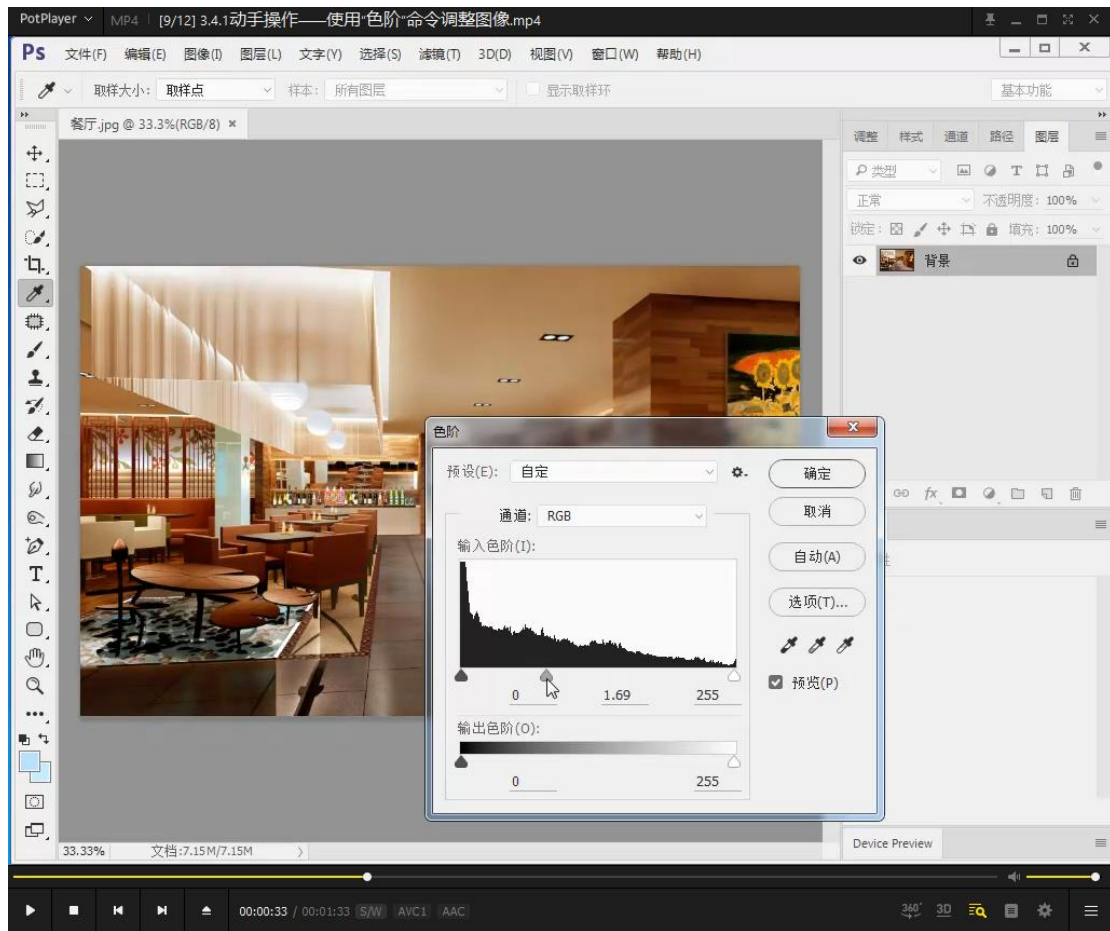 PotPlayer MP4 [9/12] 3.4.1动手操作——使用“色阶”命令调整图像.mp4
Ps 文件(F) 编辑(E) 图像(I) 图层(L) 文字(Y) 选择(S) 滤镜(T) 3D(D) 视图(V) 窗口(W) 帮助(H)
取样大小: 取样点 样本: 所有图层 显示取样环 基本功能
餐厅.jpg @ 33.3%(RGB/8) ×
调整 样式 通道 路径 图层
类型
正常 不透明度: 100%
锁定: 填充: 100%
背景
色阶
预设(E): 自定 确定
通道: RGB 取消
输入色阶(I):
自动(A)
选项(T)...
预览(P)
0 1.69 255
输出色阶(O):
0 255
33.33% 文档:7.15M/7.15M
Device Preview
00:00:33 / 00:01:33 S/W AVC1 AAC 360° 3D